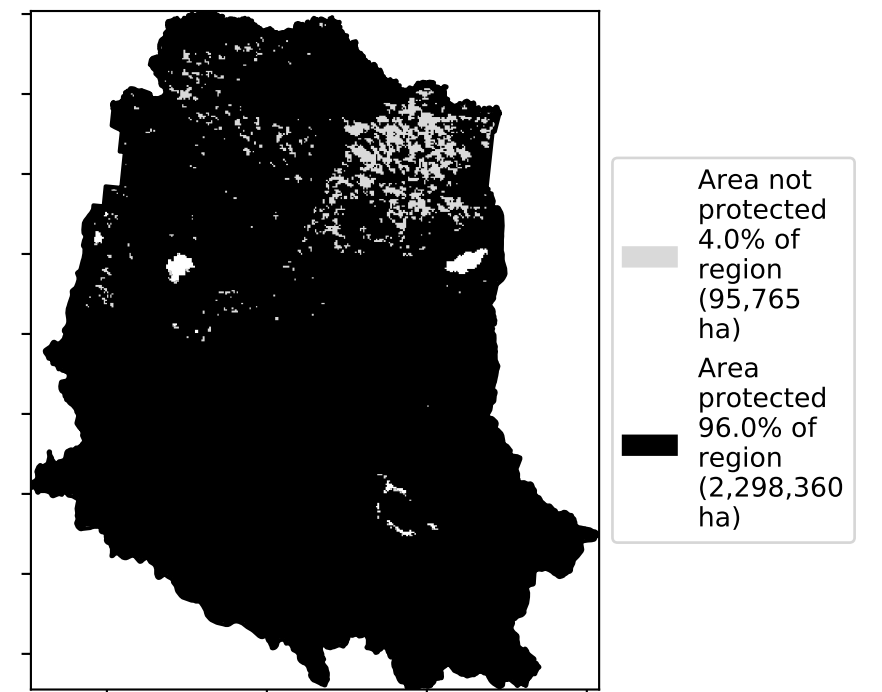 Area not
protected
4.0% of
region
(95,765
ha)
Area
protected
96.0% of
region
(2,298,360
ha)